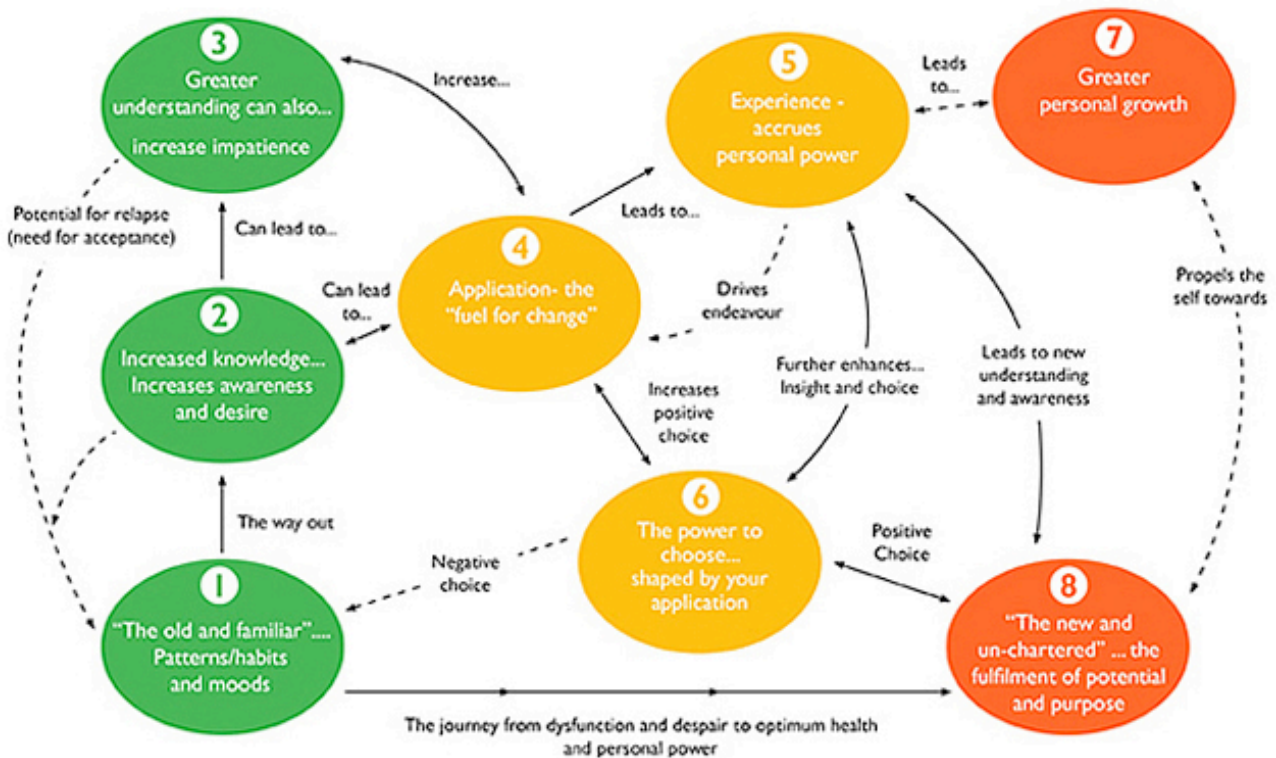 3
Greater
understanding can also...
increase impatience
Increase...
5
Experience -
accrues
personal power
Leads
to...
7
Greater
personal growth
Potential for relapse
(need for acceptance)
Can lead to...
Leads to...
4
Application- the
"fuel for change"
Can lead
to...
Drives
endeavour
Propels the
self towards
2
Increased knowledge...
Increases awareness
and desire
Increases
positive
choice
Further enhances...
Insight and choice
Leads to new
understanding
and awareness
The way out
6
The power to
choose...
shaped by your
application
Negative
choice
Positive
Choice
1
"The old and familiar"....
Patterns/habits
and moods
8
"The new and
un-chartered" ... the
fulfilment of potential
and purpose
The journey from dysfunction and despair to optimum health
and personal power